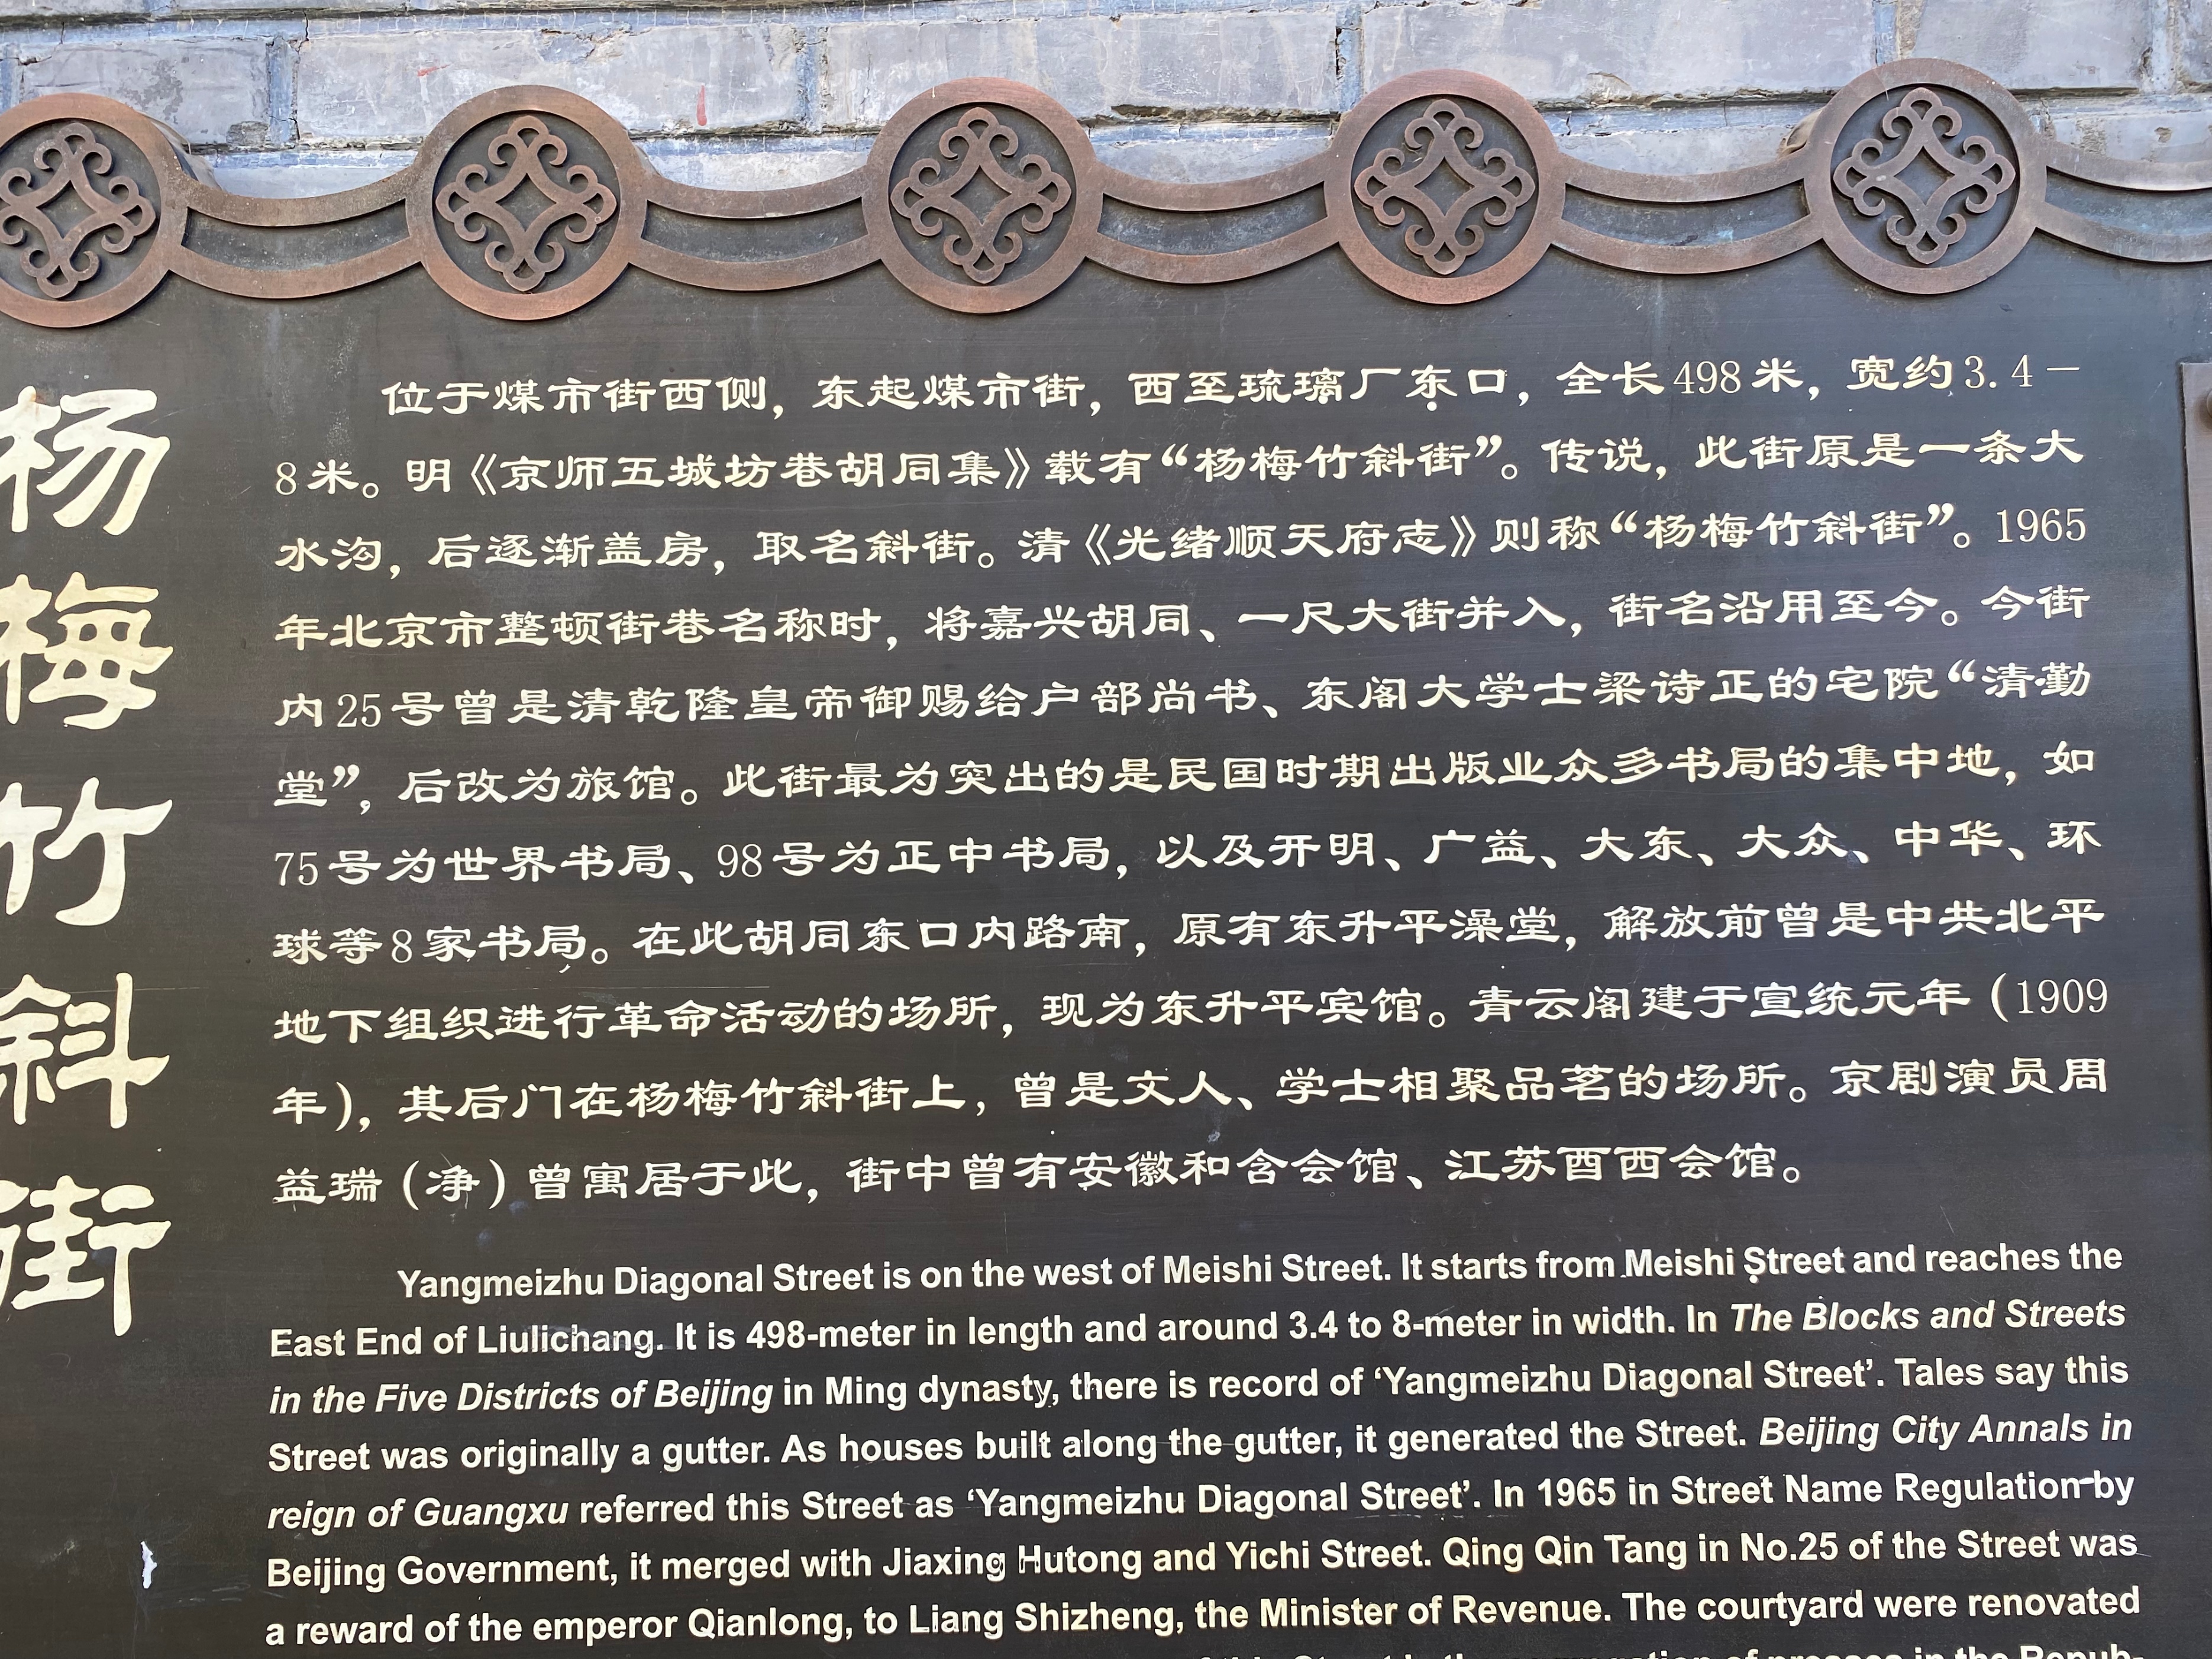 杨梅竹斜街
位于煤市街西侧，东起煤市街，西至琉璃厂东口，全长498米，宽约3.4－
8米。明《京师五城坊巷胡同集》载有“杨梅竹斜街”。传说，此街原是一条大
水沟，后逐渐盖房，取名斜街。清《光绪顺天府志》则称“杨梅竹斜街”。1965
年北京市整顿街巷名称时，将嘉兴胡同、一尺大街并入，街名沿用至今。今街
内25号曾是清乾隆皇帝御赐给户部尚书、东阁大学士梁诗正的宅院“清勤
堂”，后改为旅馆。此街最为突出的是民国时期出版业众多书局的集中地，如
75号为世界书局、98号为正中书局，以及开明、广益、大东、大众、中华、环
球等8家书局。在此胡同东口内路南，原有东升平澡堂，解放前曾是中共北平
地下组织进行革命活动的场所，现为东升平宾馆。青云阁建于宣统元年（1909
年），其后门在杨梅竹斜街上，曾是文人、学士相聚品茗的场所。京剧演员周
益瑞（净）曾寓居于此，街中曾有安徽和含会馆、江苏酉西会馆。
Yangmeizhu Diagonal Street is on the west of Meishi Street. It starts from Meishi Street and reaches the
East End of Liulichang. It is 498-meter in length and around 3.4 to 8-meter in width. In The Blocks and Streets
in the Five Districts of Beijing in Ming dynasty, there is record of ‘Yangmeizhu Diagonal Street’. Tales say this
Street was originally a gutter. As houses built along the gutter, it generated the Street. Beijing City Annals in
reign of Guangxu referred this Street as ‘Yangmeizhu Diagonal Street’. In 1965 in Street Name Regulation by
Beijing Government, it merged with Jiaxing Hutong and Yichi Street. Qing Qin Tang in No.25 of the Street was
a reward of the emperor Qianlong, to Liang Shizheng, the Minister of Revenue. The courtyard were renovated